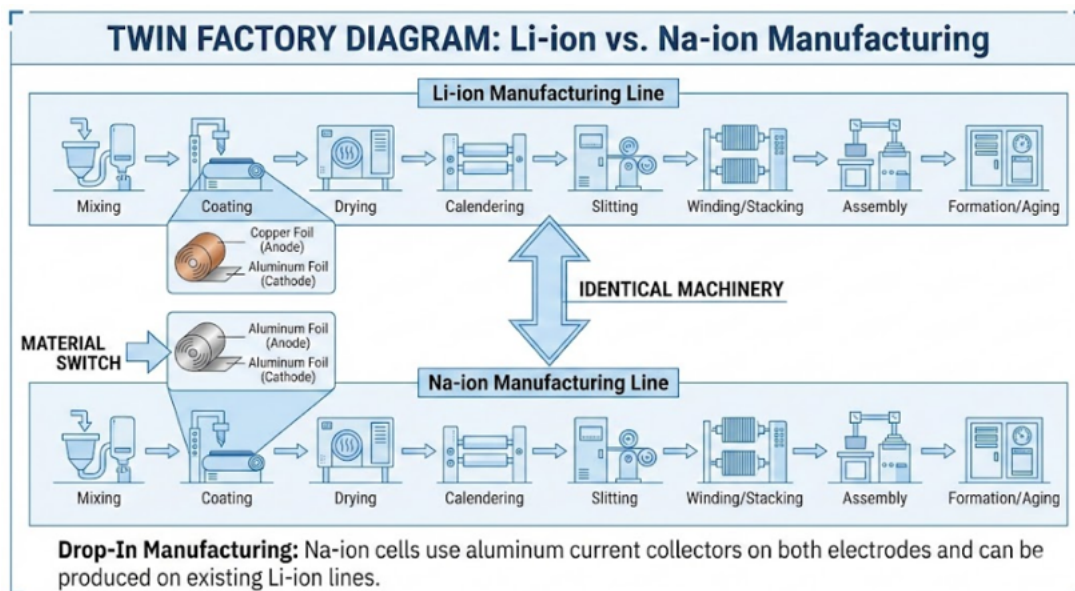 TWIN FACTORY DIAGRAM: Li-ion vs. Na-ion Manufacturing
Li-ion Manufacturing Line
Mixing
Coating
Drying
Calendering
Slitting
Winding/Stacking
Assembly
Formation/Aging
Copper Foil
(Anode)
Aluminum Foil
(Cathode)
IDENTICAL MACHINERY
MATERIAL
SWITCH
Aluminum Foil
(Anode)
Aluminum Foil
(Cathode)
Na-ion Manufacturing Line
Mixing
Coating
Drying
Calendering
Slitting
Winding/Stacking
Assembly
Formation/Aging
Drop-In Manufacturing: Na-ion cells use aluminum current collectors on both electrodes and can be
produced on existing Li-ion lines.